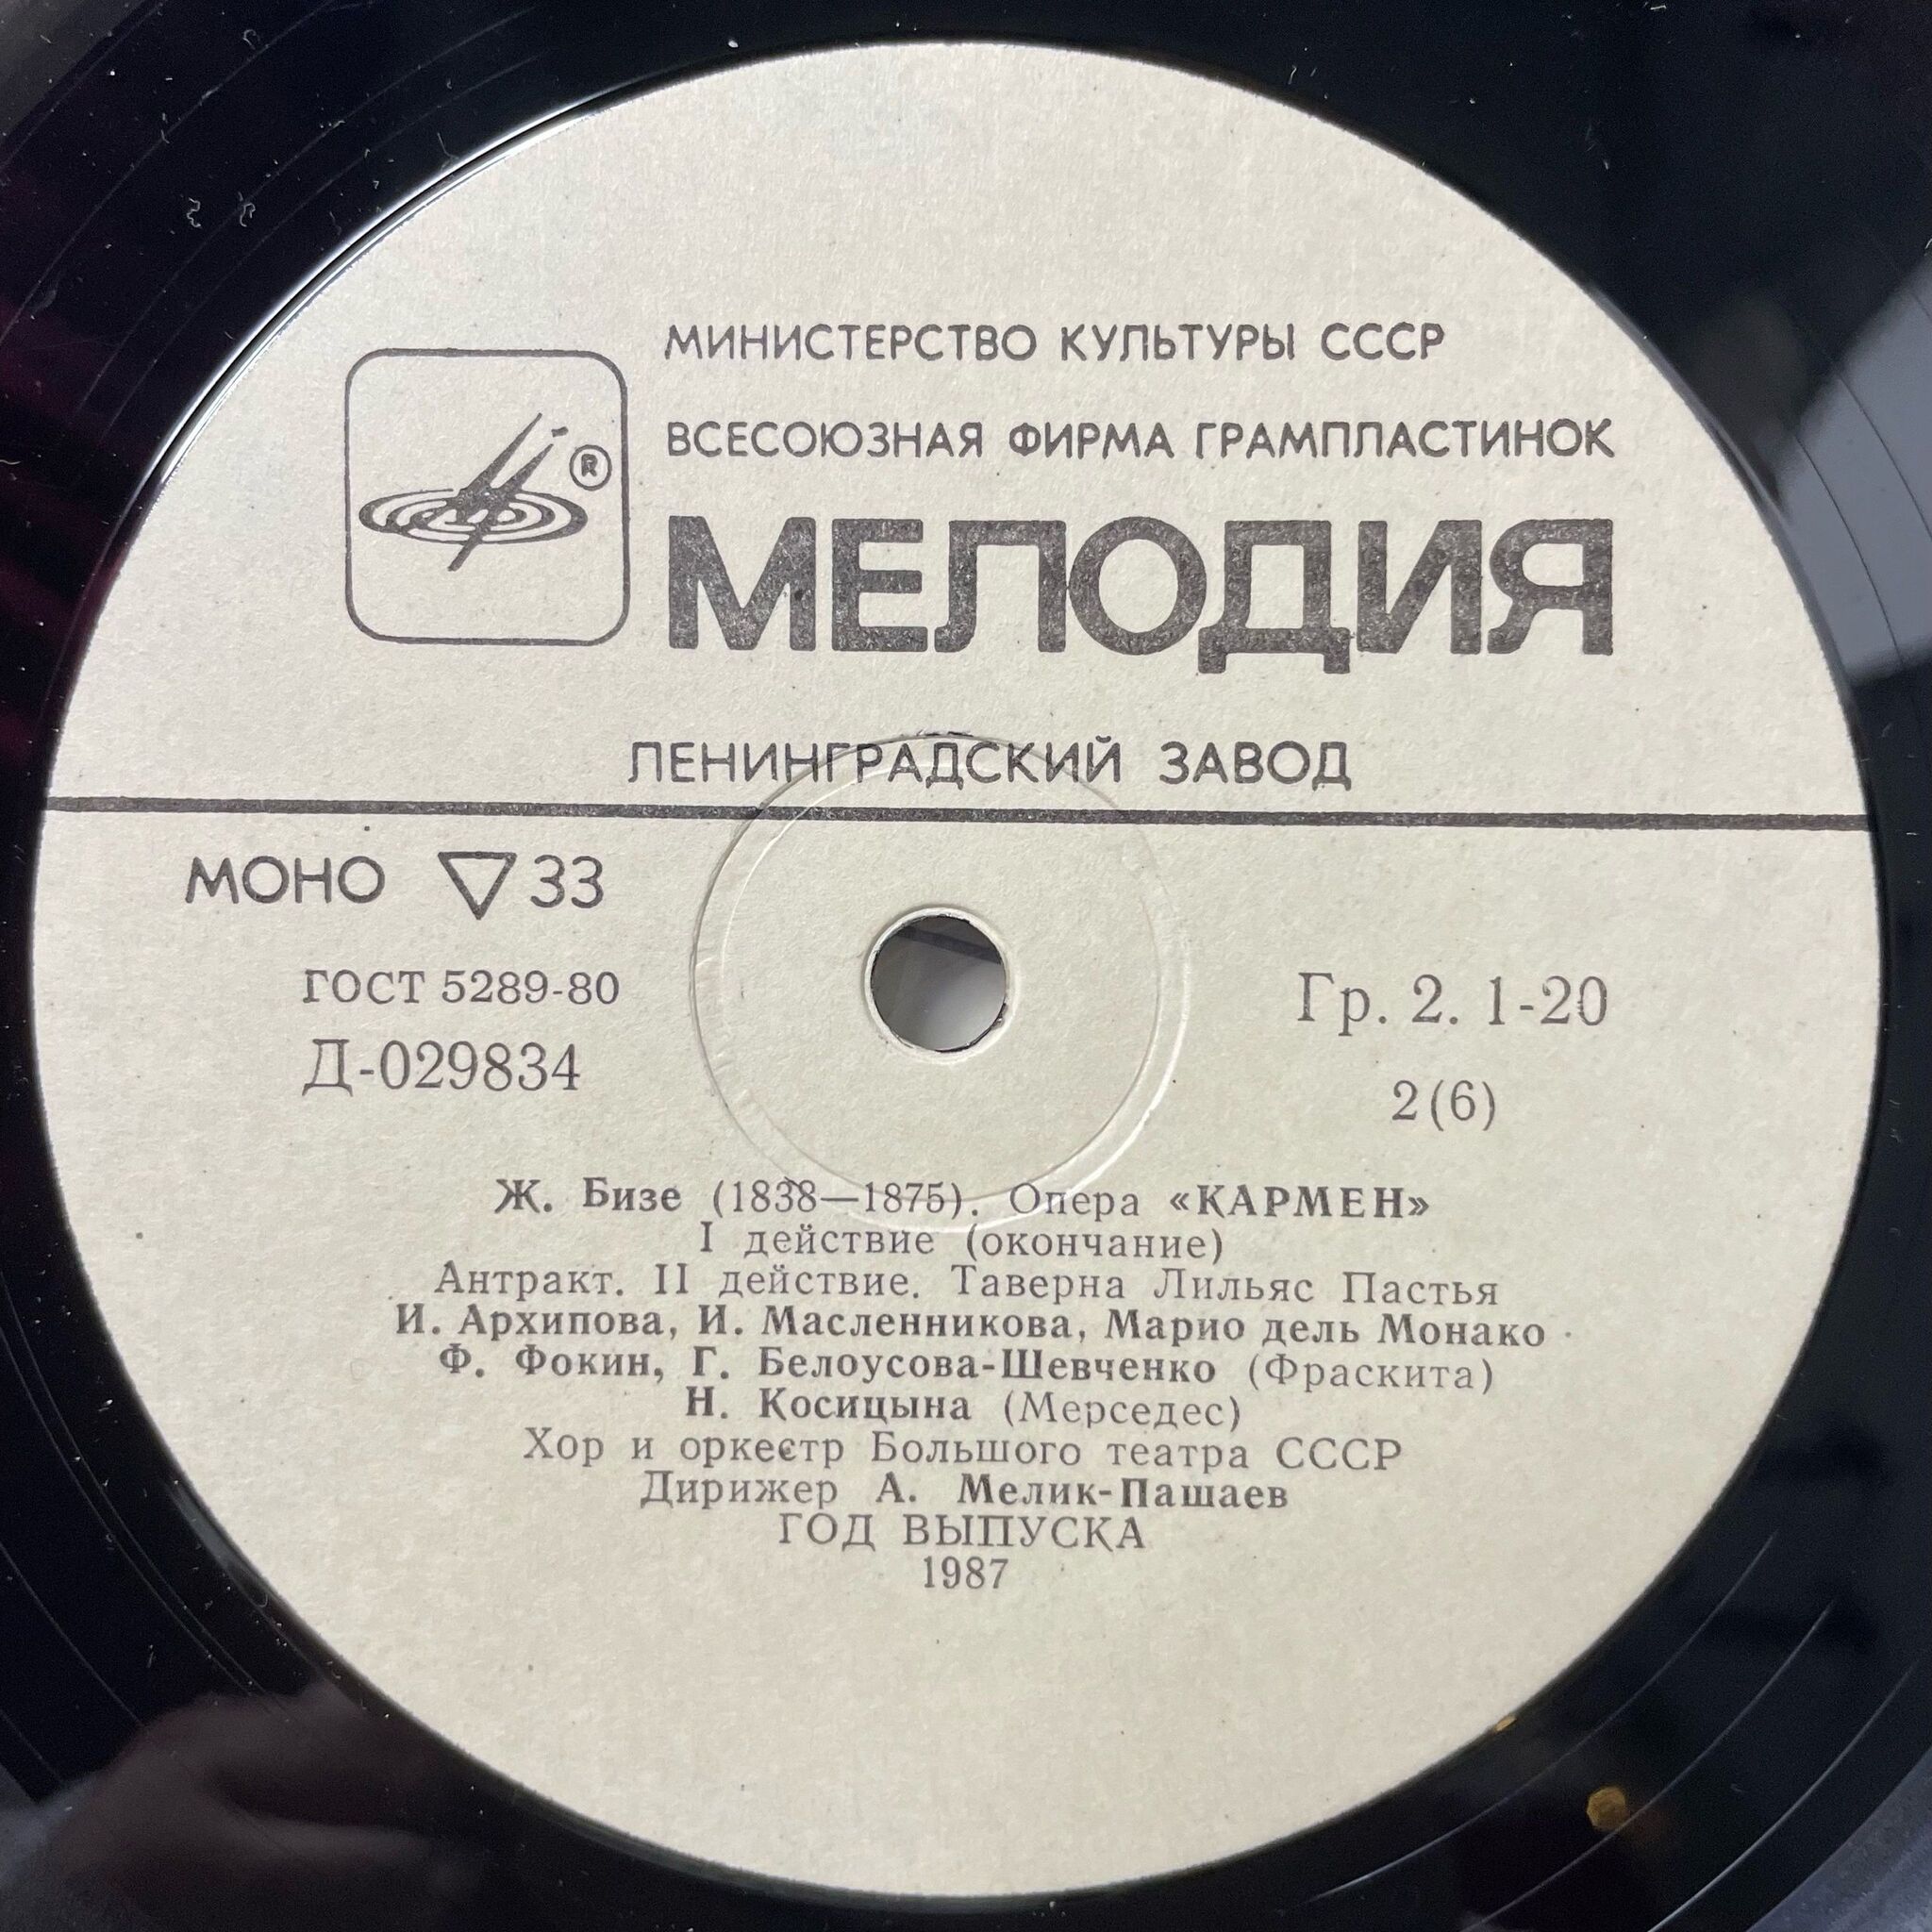 МИНИСТЕРСТВО КУЛЬТУРЫ СССР
ВСЕСОЮЗНАЯ ФИРМА ГРАМПЛАСТИНОК
®
МЕЛОДИЯ
ЛЕНИНГРАДСКИЙ ЗАВОД
МОНО ▽ 33
ГОСТ 5289-80
Д-029834
Гр. 2. 1-20
2(6)
Ж. Бизе (1838—1875). Опера «КАРМЕН»
I действие (окончание)
Антракт. II действие. Таверна Лильяс Пастья
И. Архипова, И. Масленникова, Марио дель Монако
Ф. Фокин, Г. Белоусова-Шевченко (Фраскита)
Н. Косицына (Мерседес)
Хор и оркестр Большого театра СССР
Дирижер А. Мелик-Пашаев
ГОД ВЫПУСКА
1987